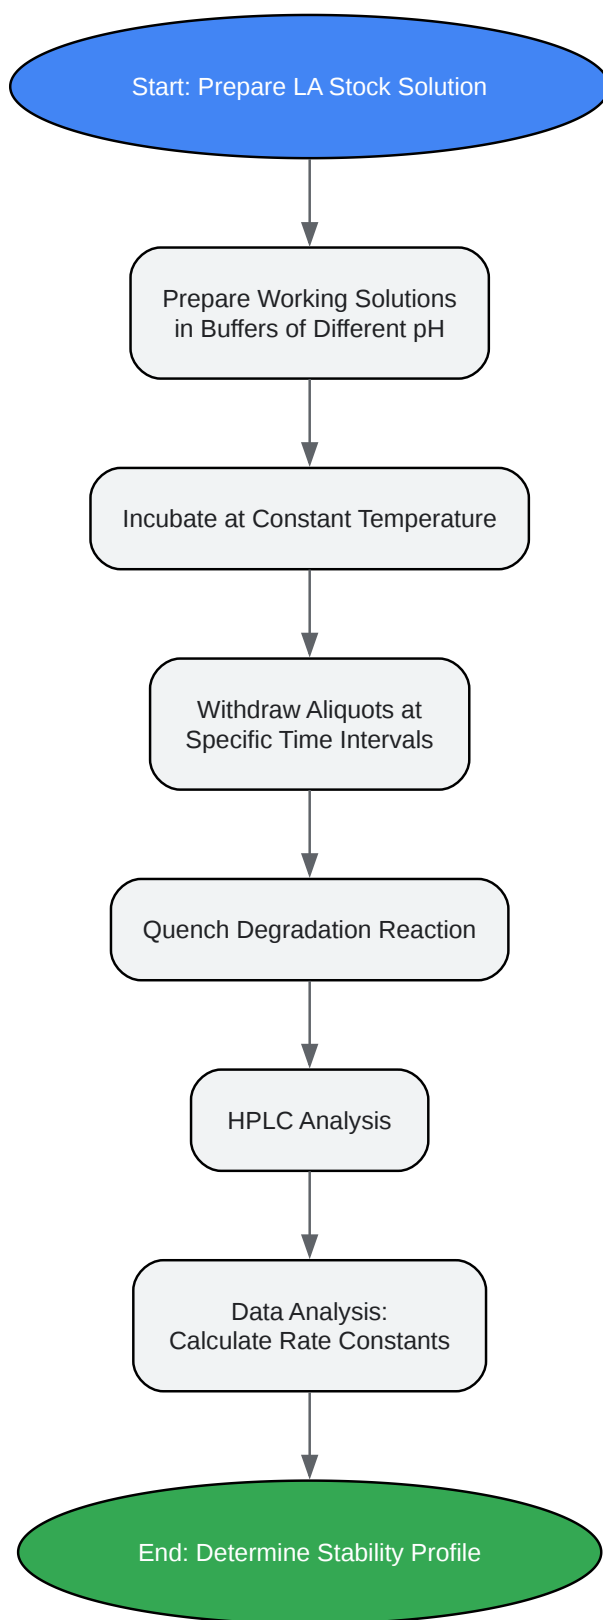 Start: Prepare LA Stock Solution
Prepare Working Solutions
in Buffers of Different pH
Incubate at Constant Temperature
Withdraw Aliquots at
Specific Time Intervals
Quench Degradation Reaction
HPLC Analysis
Data Analysis:
Calculate Rate Constants
End: Determine Stability Profile